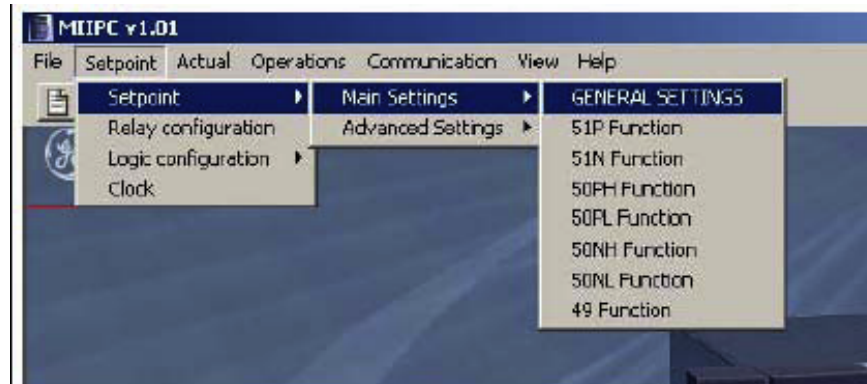 MIIPC v1.01
File Setpoint Actual Operations Communication View Help
Setpoint Main Settings GENERAL SETTINGS
Relay configuration Advanced Settings 51P Function
Logic configuration 51N Function
Clock 50PH Function
50PL Function
50NH Function
50NL Function
49 Function